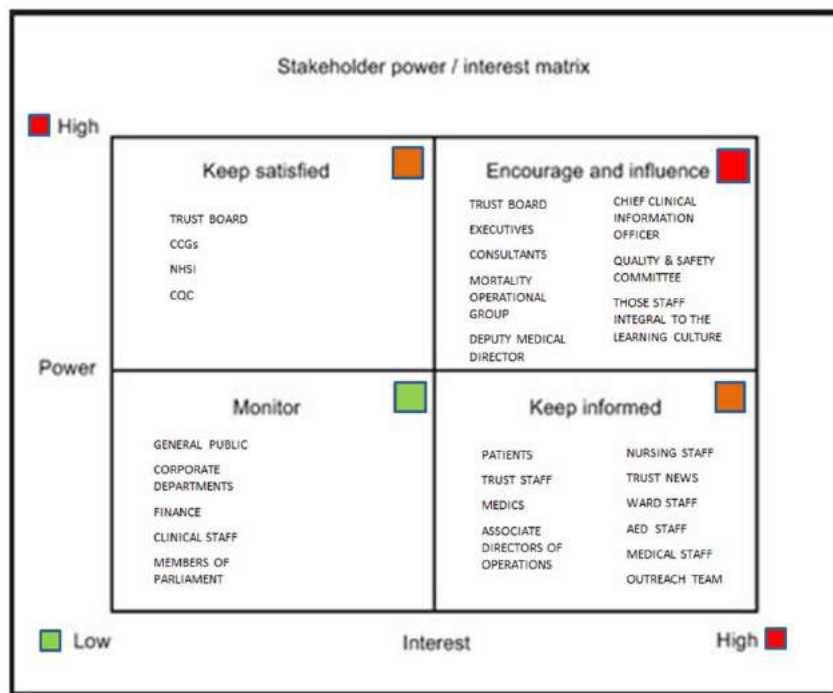 Stakeholder power / interest matrix
High
Keep satisfied
TRUST BOARD
CCGs
NHSI
CQC
Encourage and influence
TRUST BOARD
EXECUTIVES
CONSULTANTS
MORTALITY
OPERATIONAL
GROUP
DEPUTY MEDICAL
DIRECTOR
CHIEF CLINICAL
INFORMATION
OFFICER
QUALITY & SAFETY
COMMITTEE
THOSE STAFF
INTEGRAL TO THE
LEARNING CULTURE
Power
Monitor
GENERAL PUBLIC
CORPORATE
DEPARTMENTS
FINANCE
CLINICAL STAFF
MEMBERS OF
PARLIAMENT
Keep informed
PATIENTS
TRUST STAFF
MEDICS
ASSOCIATE
DIRECTORS OF
OPERATIONS
NURSING STAFF
TRUST NEWS
WARD STAFF
AED STAFF
MEDICAL STAFF
OUTREACH TEAM
Low
Interest
High